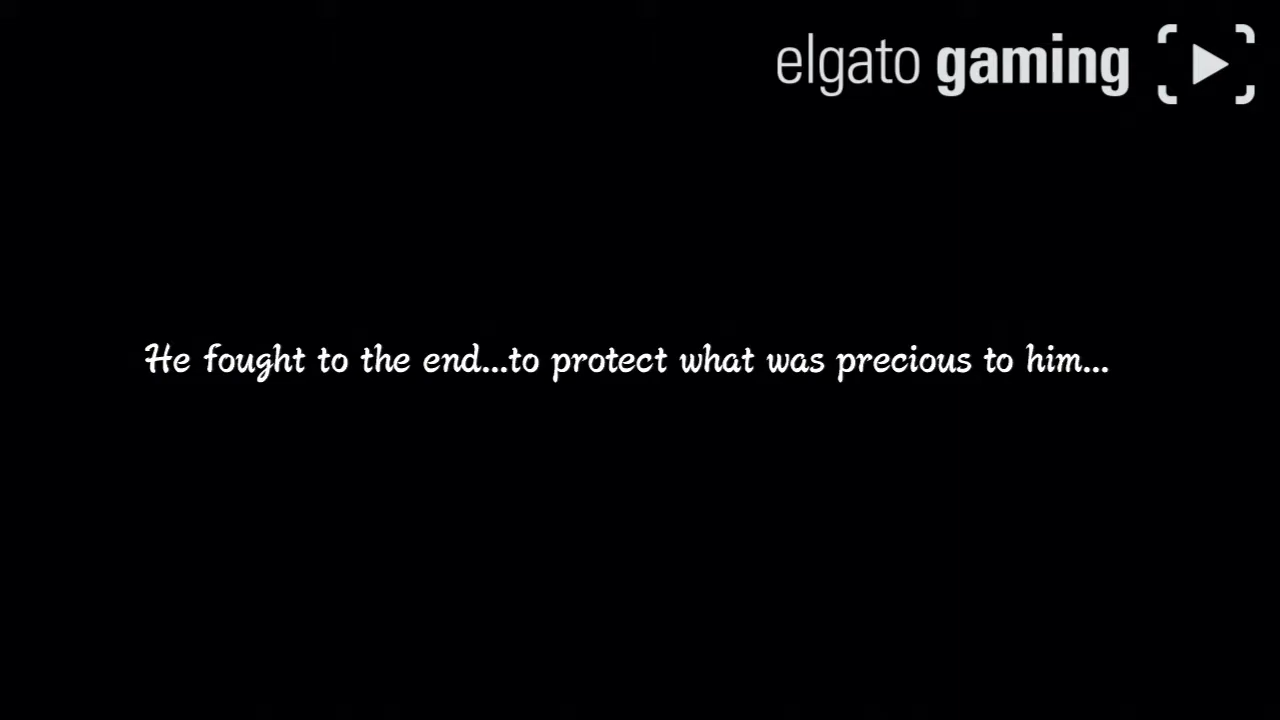 elgato gaming
He fought to the end...to protect what was precious to him...